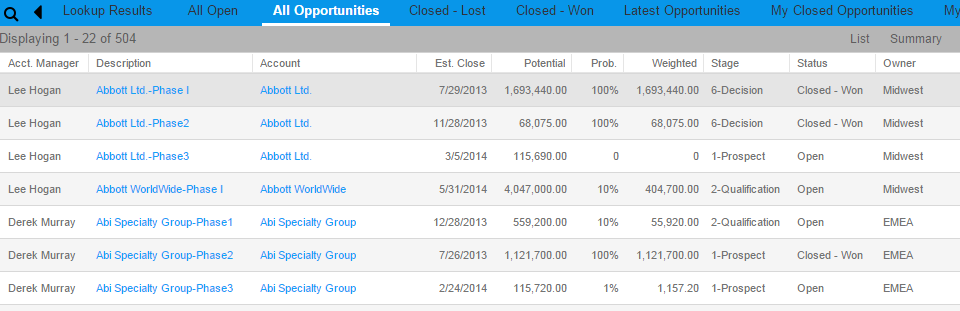 Lookup Results All Open All Opportunities Closed - Lost Closed - Won Latest Opportunities My Closed Opportunities My
Displaying 1 - 22 of 504 List Summary
Acct. Manager Description Account Est. Close Potential Prob. Weighted Stage Status Owner
Lee Hogan Abbott Ltd.-Phase I Abbott Ltd. 7/29/2013 1,693,440.00 100% 1,693,440.00 6-Decision Closed - Won Midwest
Lee Hogan Abbott Ltd.-Phase2 Abbott Ltd. 11/28/2013 68,075.00 100% 68,075.00 6-Decision Closed - Won Midwest
Lee Hogan Abbott Ltd.-Phase3 Abbott Ltd. 3/5/2014 115,690.00 0 0 1-Prospect Open Midwest
Lee Hogan Abbott WorldWide-Phase I Abbott WorldWide 5/31/2014 4,047,000.00 10% 404,700.00 2-Qualification Open Midwest
Derek Murray Abi Specialty Group-Phase1 Abi Specialty Group 12/28/2013 559,200.00 10% 55,920.00 2-Qualification Open EMEA
Derek Murray Abi Specialty Group-Phase2 Abi Specialty Group 7/26/2013 1,121,700.00 100% 1,121,700.00 1-Prospect Closed - Won EMEA
Derek Murray Abi Specialty Group-Phase3 Abi Specialty Group 2/24/2014 115,720.00 1% 1,157.20 1-Prospect Open EMEA